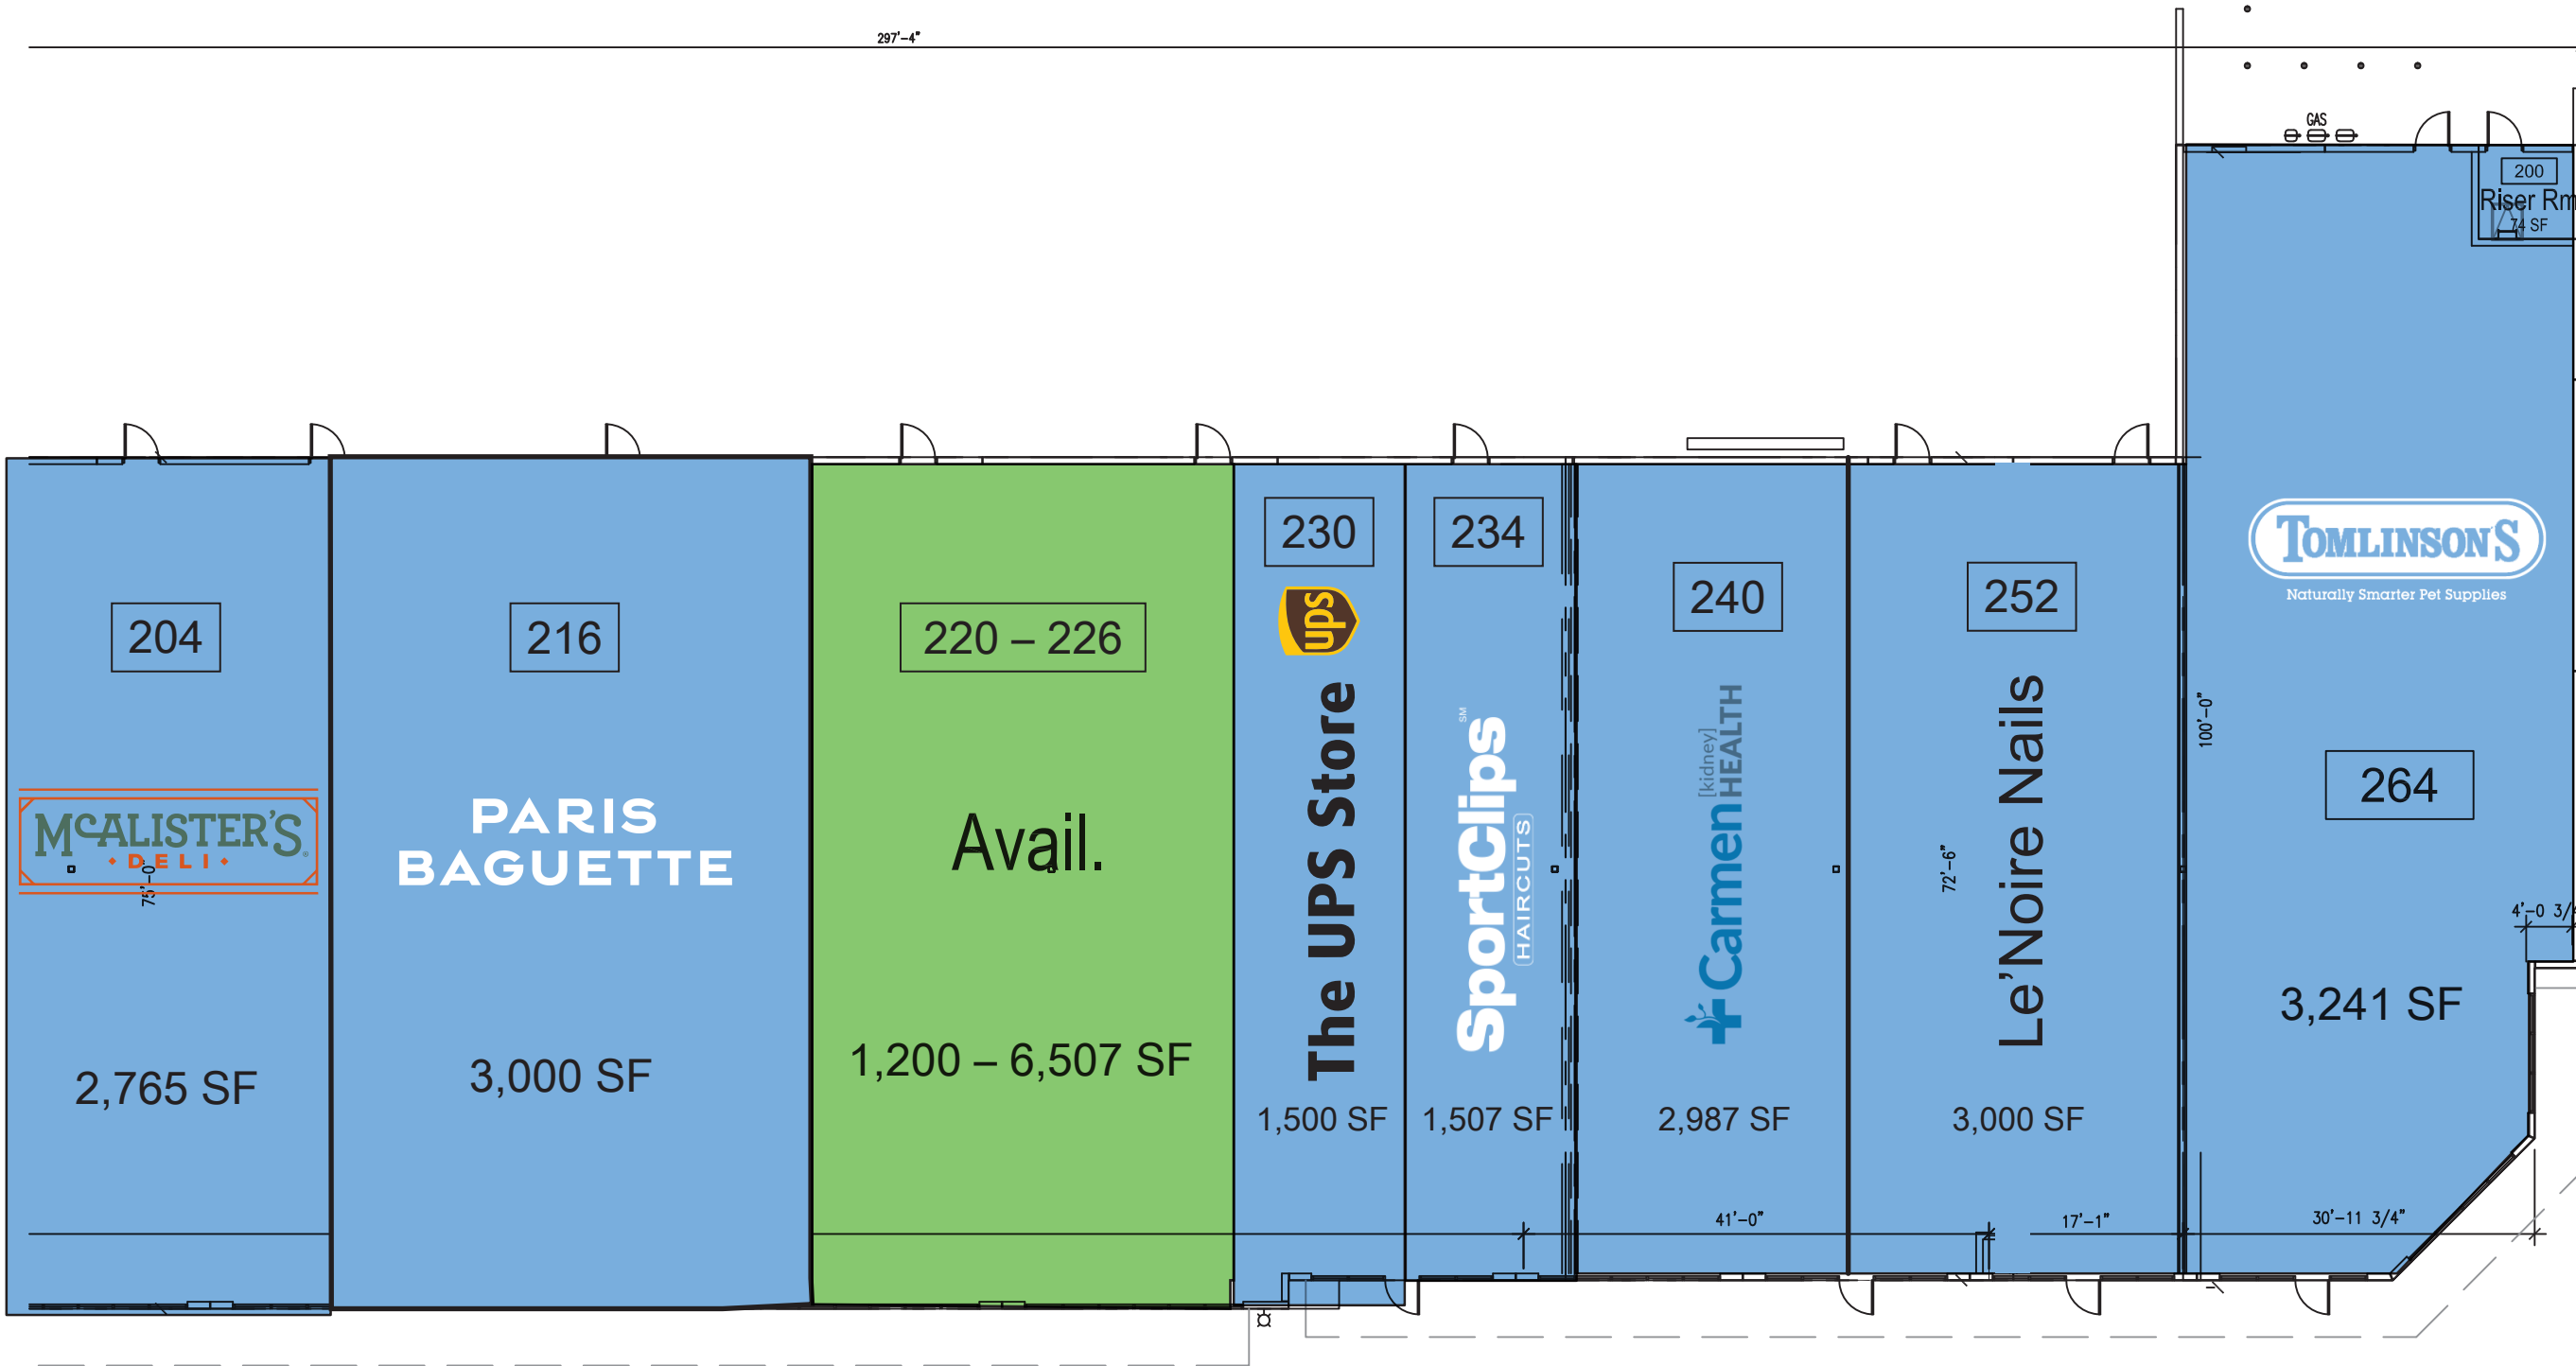 297'-4"
GAS
200
Riser Rm
74 SF
204
McALISTER'S
DELI
75'-0"
2,765 SF
216
PARIS
BAGUETTE
3,000 SF
220 – 226
Avail.
1,200 – 6,507 SF
230
ups
The UPS Store
1,500 SF
234
SportClips SM
HAIRCUTS
1,507 SF
240
Carmen
[kidney]
HEALTH
2,987 SF
41'-0"
252
Le'Noire Nails
72'-6"
3,000 SF
17'-1"
TOMLINSON'S
Naturally Smarter Pet Supplies
100'-0"
264
4'-0 3/
3,241 SF
30'-11 3/4"